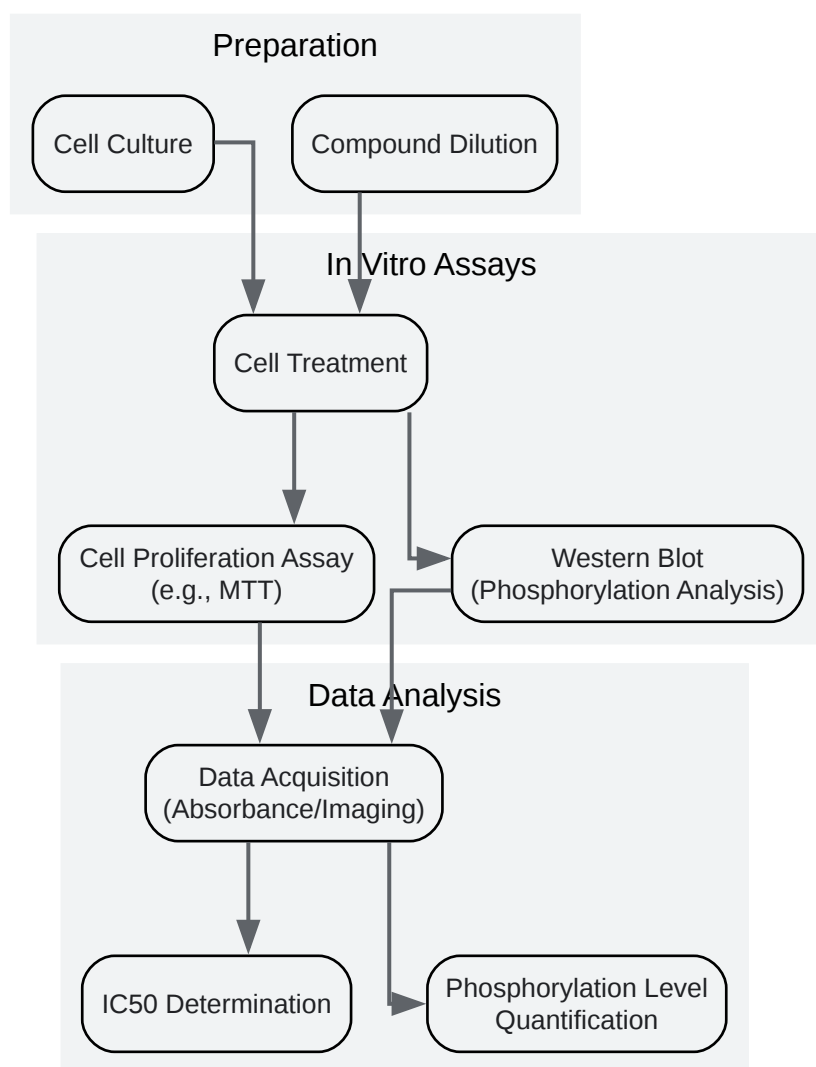 Preparation
Cell Culture
Compound Dilution
In Vitro Assays
Cell Treatment
Cell Proliferation Assay
(e.g., MTT)
Western Blot
(Phosphorylation Analysis)
Data Analysis
Data Acquisition
(Absorbance/Imaging)
IC50 Determination
Phosphorylation Level
Quantification